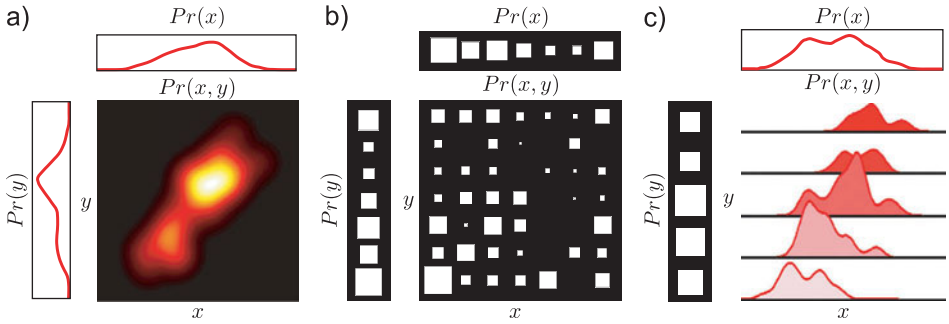 a)
Pr(x)
Pr(x, y)
Pr(y)
y
x
b)
Pr(x)
Pr(x, y)
Pr(y)
y
x
c)
Pr(x)
Pr(x, y)
Pr(y)
y
x